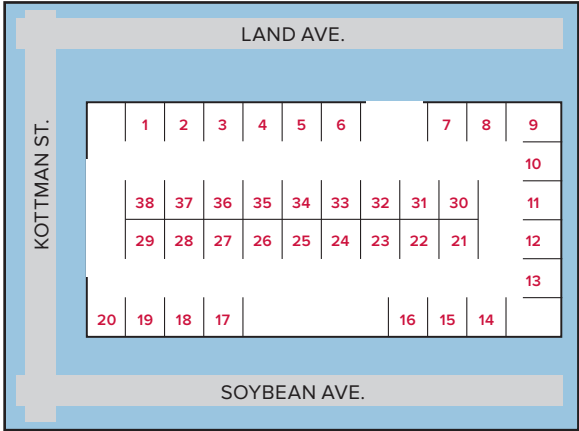 LAND AVE.
KOTTMAN ST.
1 2 3 4 5 6 7 8 9
10
38 37 36 35 34 33 32 31 30 11
29 28 27 26 25 24 23 22 21 12
13
20 19 18 17 16 15 14
SOYBEAN AVE.